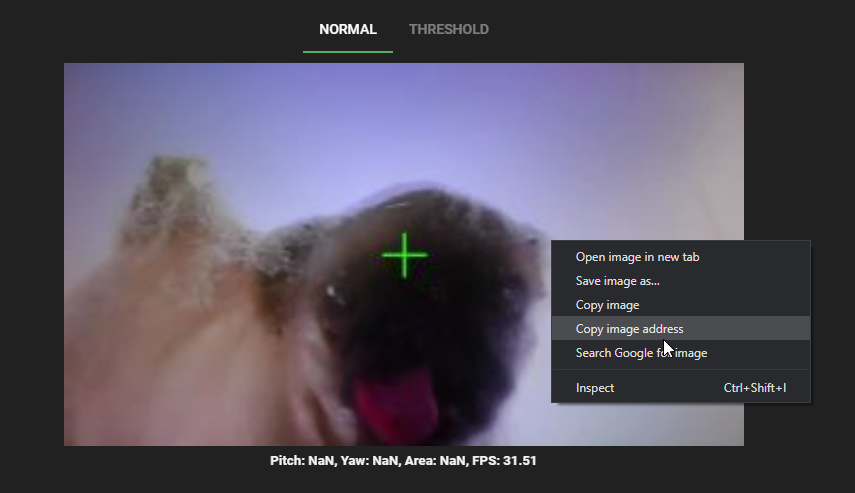 NORMAL THRESHOLD
Open image in new tab
Save image as...
Copy image
Copy image address
Search Google for image
Inspect Ctrl+Shift+I
Pitch: NaN, Yaw: NaN, Area: NaN, FPS: 31.51